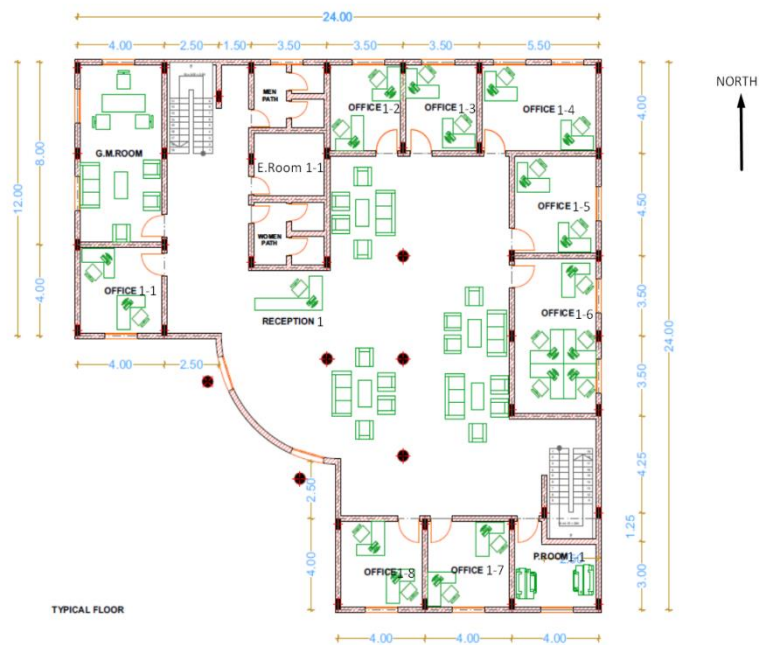 24.00
4.00 2.50 1.50 3.50 3.50 3.50 5.50
NORTH
MEN
PATH
OFFICE 1-2
OFFICE 1-3
OFFICE 1-4
4.00
8.00
G.M.ROOM
E.Room 1-1
12.00
OFFICE 1-5
4.50
WOMEN
PATH
4.00
OFFICE 1-1
RECEPTION 1
OFFICE 1-6
3.50
24.00
4.00 2.50
3.50
4.25
2.50
1.25
4.00
OFFICE 1-8
OFFICE 1-7
P.ROOM1-1
3.00
TYPICAL FLOOR
4.00 4.00 4.00